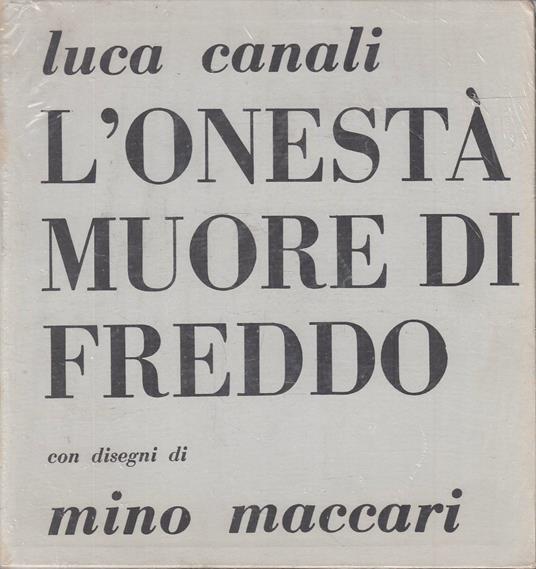 luca canali
L'ONESTÀ
MUORE DI
FREDDO
con disegni di
mino maccari